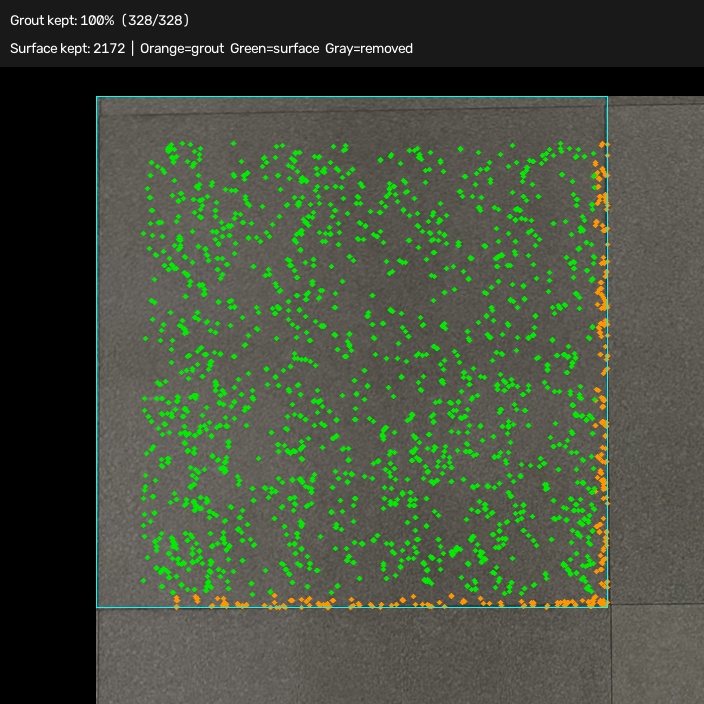 Grout kept: 100%  (328/328)
Surface kept: 2172  |  Orange=grout  Green=surface  Gray=removed